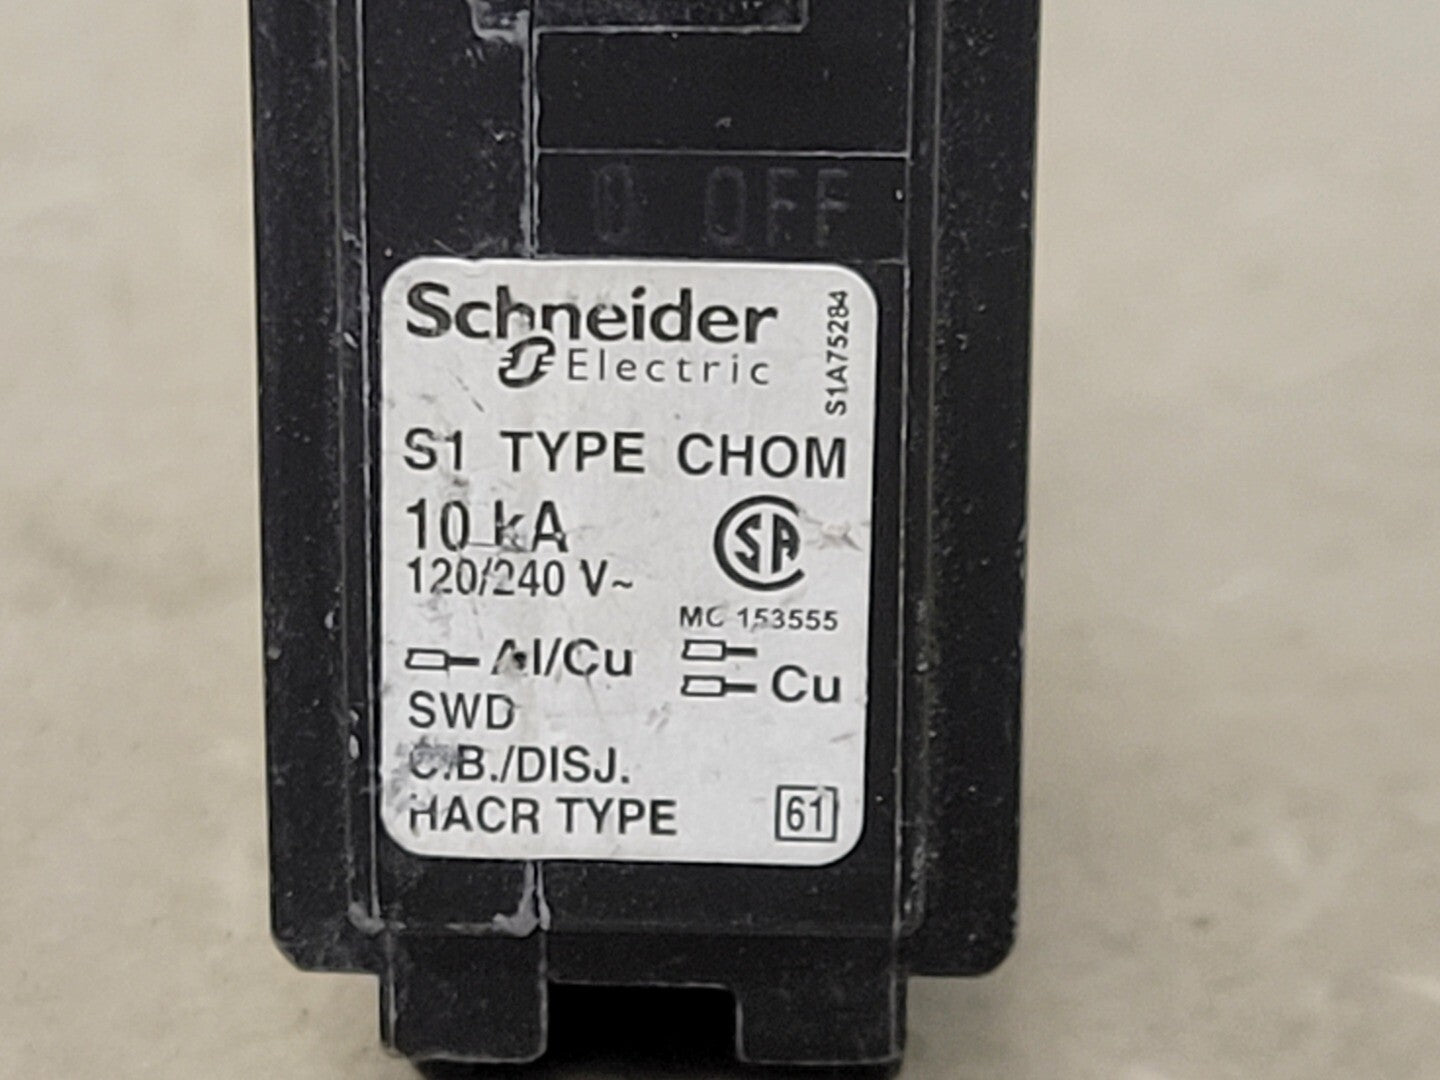 0 OFF
Schneider
Electric
S1A75284
S1 TYPE CHOM
10 kA
120/240 V~
SA
MC 153555
Al/Cu
Cu
SWD
C.B./DISJ.
HACR TYPE
61